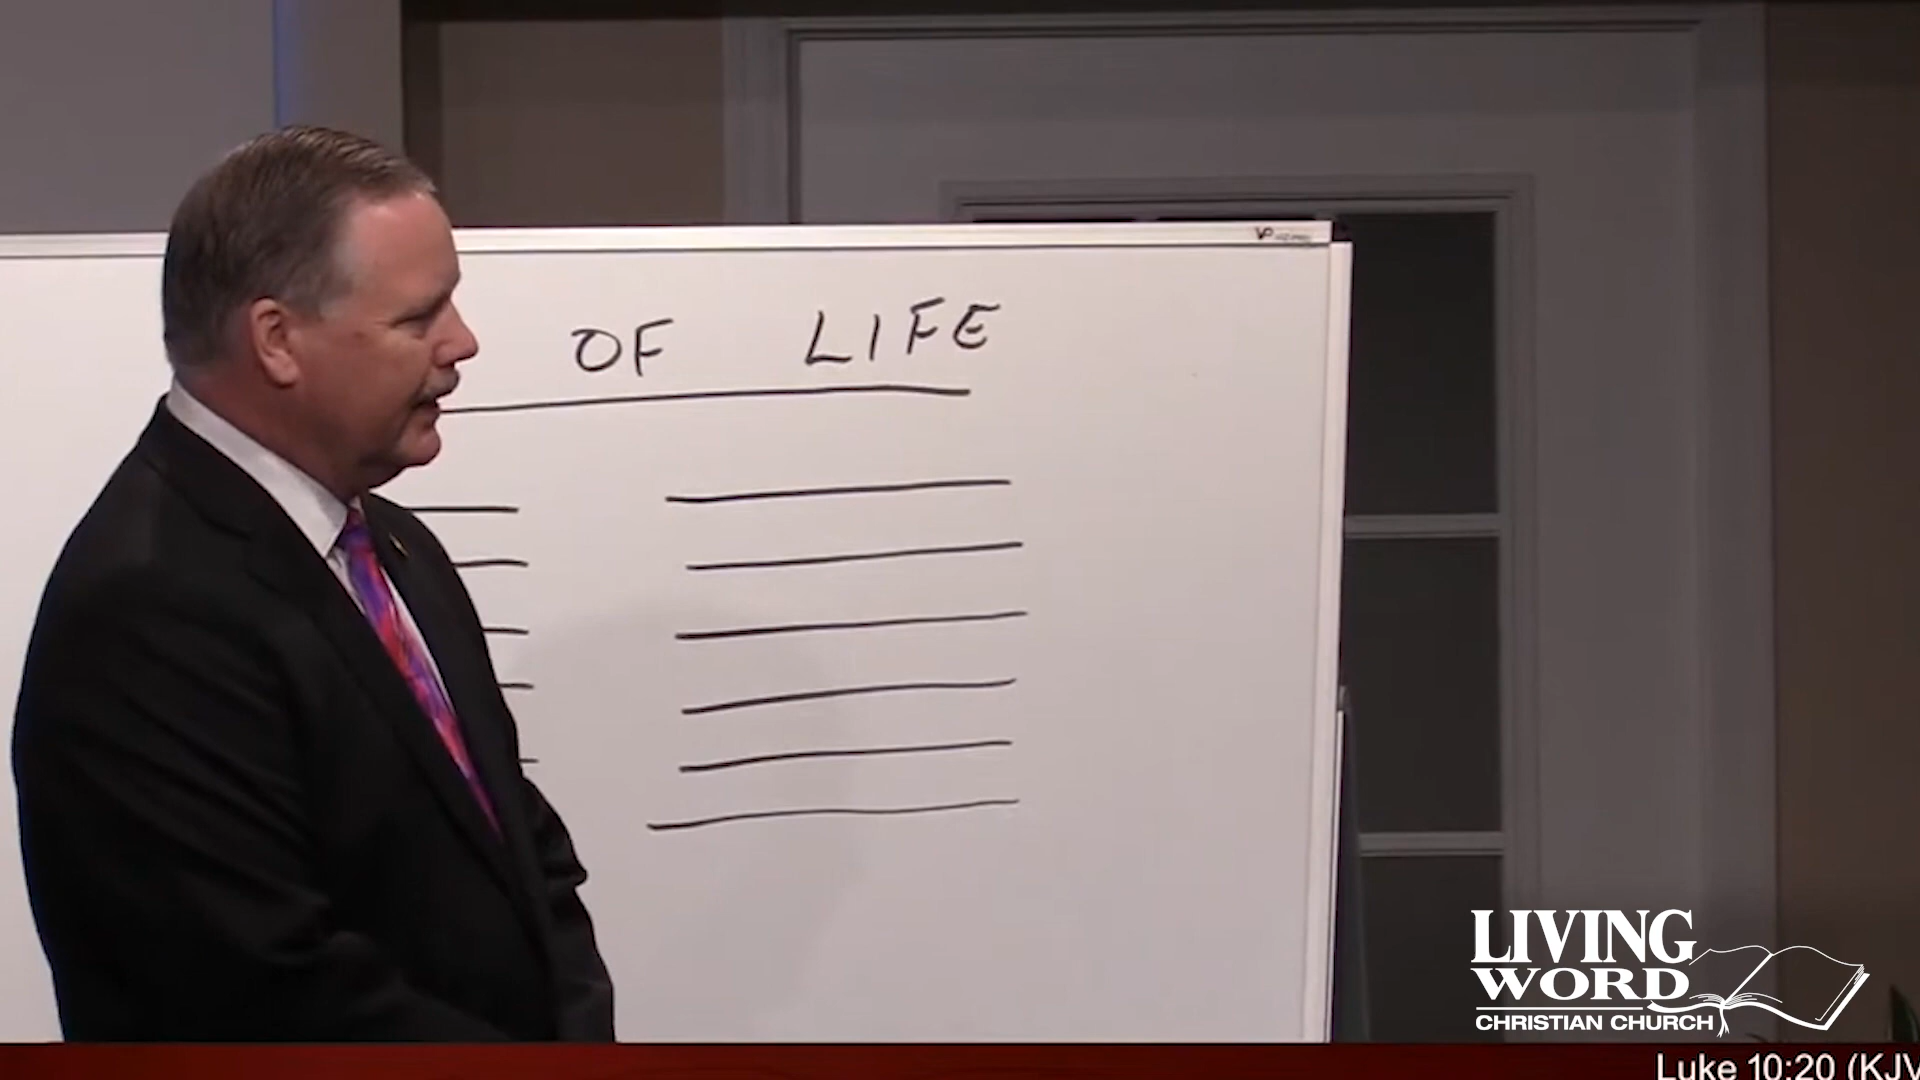 OF LIFE
LIVING
WORD
CHRISTIAN CHURCH
Luke 10:20 (KJV